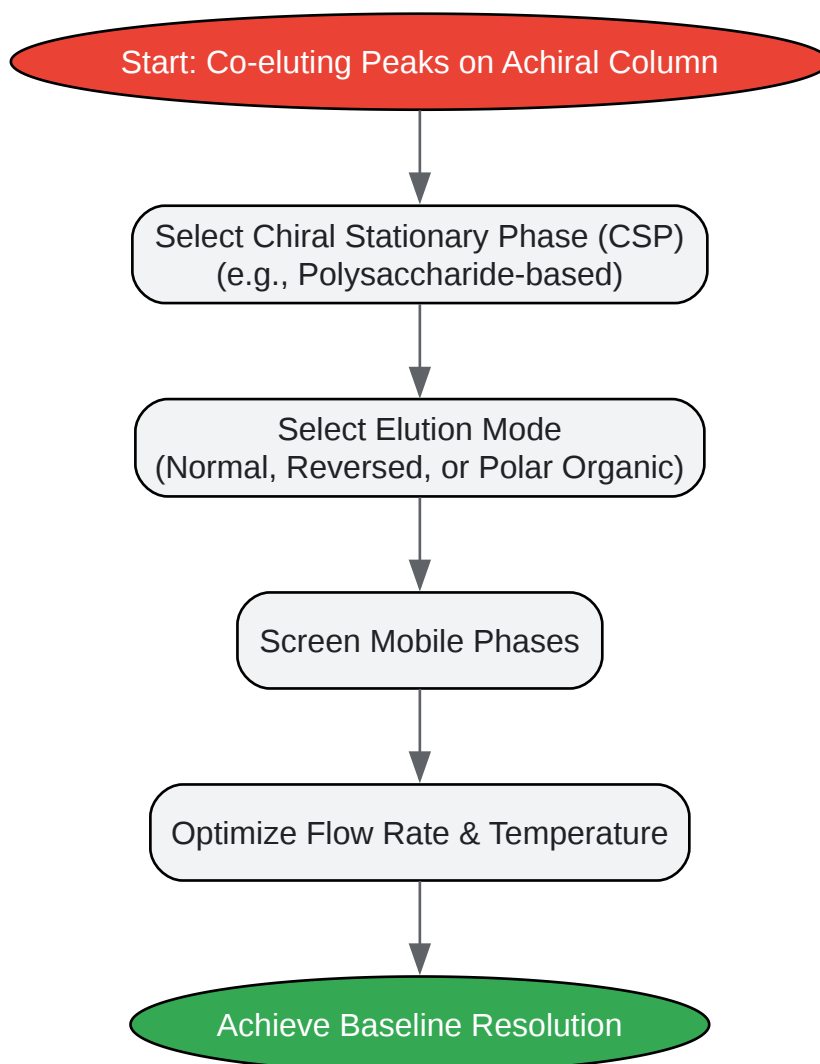 Start: Co-eluting Peaks on Achiral Column
Select Chiral Stationary Phase (CSP)
(e.g., Polysaccharide-based)
Select Elution Mode
(Normal, Reversed, or Polar Organic)
Screen Mobile Phases
Optimize Flow Rate & Temperature
Achieve Baseline Resolution